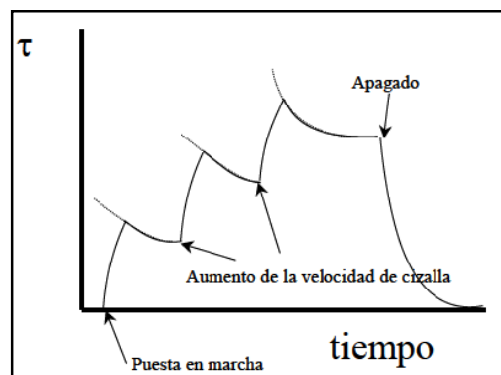 τ
Apagado
Aumento de la velocidad de cizalla
tiempo
Puesta en marcha